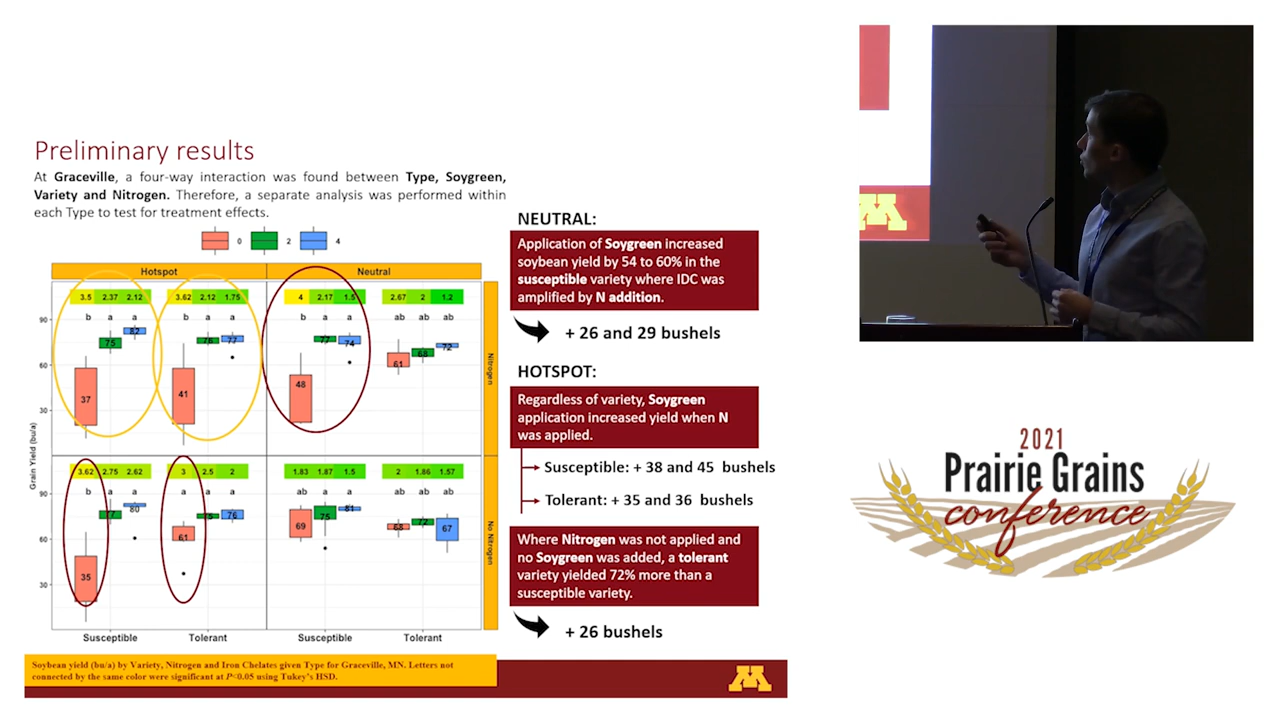 Preliminary results
At Graceville, a four-way interaction was found between Type, Soygreen,
Variety and Nitrogen. Therefore, a separate analysis was performed within
each Type to test for treatment effects.
0 2 4
Hotspot Neutral
3.5 2.37 2.12 3.62 2.12 1.75 4 2.17 1.5 2.67 2 1.2
b a a b a a b a a ab ab ab
90
60
30
37 75 82 41 77 48 77 74 61 68 72
Nitrogen
Grain Yield (bu/a)
3.62 2.75 2.62 3 2.5 2 1.83 1.87 1.5 2 1.86 1.57
b a a a a a ab a a ab ab ab
90
60
30
35 77 80 61 75 76 69 75 81 68 72 67
No Nitrogen
Susceptible Tolerant Susceptible Tolerant
Soybean yield (bu/a) by Variety, Nitrogen and Iron Chelates given Type for Graceville, MN. Letters not
connected by the same color were significant at P<0.05 using Tukey's HSD.
NEUTRAL:
Application of Soygreen increased
soybean yield by 54 to 60% in the
susceptible variety where IDC was
amplified by N addition.
+ 26 and 29 bushels
HOTSPOT:
Regardless of variety, Soygreen
application increased yield when N
was applied.
Susceptible: + 38 and 45 bushels
Tolerant: + 35 and 36 bushels
Where Nitrogen was not applied and
no Soygreen was added, a tolerant
variety yielded 72% more than a
susceptible variety.
+ 26 bushels
M
2021
Prairie Grains
conference